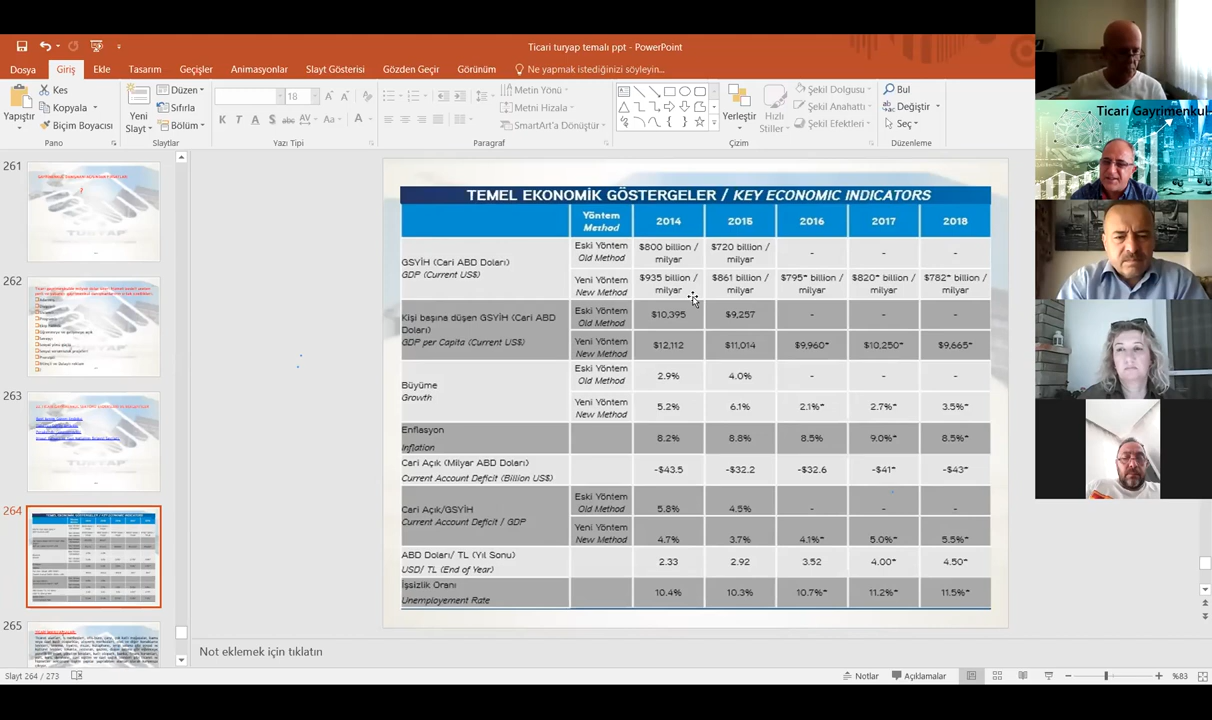 Ticari turyap temalı ppt - PowerPoint
Dosya Giriş Ekle Tasarım Geçişler Animasyonlar Slayt Gösterisi Gözden Geçir Görünüm Ne yapmak istediğinizi söyleyin...
Yapıştır Kes Kopyala Biçim Boyacısı
Pano
Yeni Slayt Düzen Sıfırla Bölüm
Slaytlar
18
K T A S abc AV Aa A
Yazı Tipi
Metin Yönü
Metni Hizala
SmartArt'a Dönüştür
Paragraf
Yerleştir Hızlı Stiller
Şekil Dolgusu
Şekil Anahattı
Şekil Efektleri
Çizim
Bul
Değiştir
Seç
Düzenleme
Ticari Gayrimenkul
261
262
263
264
265
TEMEL EKONOMİK GÖSTERGELER / KEY ECONOMIC INDICATORS
Yöntem Method 2014 2015 2016 2017 2018
GSYİH (Cari ABD Doları)
GDP (Current US$)
Eski Yöntem Old Method $800 billion / milyar $720 billion / milyar - - -
Yeni Yöntem New Method $935 billion / milyar $861 billion / milyar $795* billion / milyar $820* billion / milyar $782* billion / milyar
Kişi başına düşen GSYİH (Cari ABD Doları)
GDP per Capita (Current US$)
Eski Yöntem Old Method $10,395 $9,257 - - -
Yeni Yöntem New Method $12,112 $11,014 $9,960* $10,250* $9,665*
Büyüme
Growth
Eski Yöntem Old Method 2.9% 4.0% - - -
Yeni Yöntem New Method 5.2% 6.1% 2.1%* 2.7%* 3.5%*
Enflasyon
Inflation
8.2% 8.8% 8.5% 9.0%* 8.5%*
Cari Açık (Milyar ABD Doları)
Current Account Deficit (Billion US$)
-$43.5 -$32.2 -$32.6 -$41* -$43*
Cari Açık/GSYİH
Current Account Deficit / GDP
Eski Yöntem Old Method 5.8% 4.5% - - -
Yeni Yöntem New Method 4.7% 3.7% 4.1%* 5.0%* 5.5%*
ABD Doları/ TL (Yıl Sonu)
USD/ TL (End of Year)
2.33 2.92 3.52 4.00* 4.50*
İşsizlik Oranı
Unemployement Rate
10.4% 10.3% 10.7%* 11.2%* 11.5%*
Not eklemek için tıklatın
Slayt 264 / 273 Notlar Açıklamalar %83